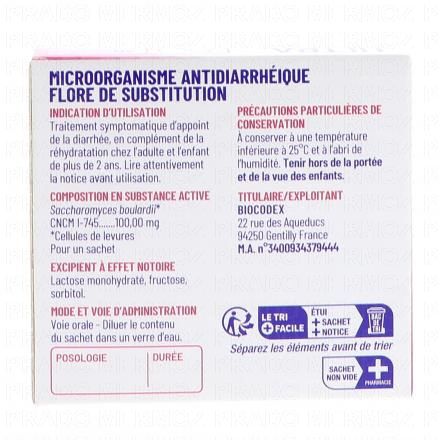 MICROORGANISME ANTIDIARRHÉIQUE
FLORE DE SUBSTITUTION
INDICATION D'UTILISATION
Traitement symptomatique d'appoint
de la diarrhée, en complément de la
réhydratation chez l'adulte et l'enfant
de plus de 2 ans. Lire attentivement
la notice avant utilisation.
COMPOSITION EN SUBSTANCE ACTIVE
Saccharomyces boulardii*
CNCM I-745.......100,00 mg
*Cellules de levures
Pour un sachet
EXCIPIENT À EFFET NOTOIRE
Lactose monohydraté, fructose,
sorbitol.
MODE ET VOIE D'ADMINISTRATION
Voie orale - Diluer le contenu
du sachet dans un verre d'eau.
POSOLOGIE
DURÉE
PRÉCAUTIONS PARTICULIÈRES DE
CONSERVATION
À conserver à une température
inférieure à 25°C et à l'abri de
l'humidité. Tenir hors de la portée
et de la vue des enfants.
TITULAIRE/EXPLOITANT
BIOCODEX
22 rue des Aqueducs
94250 Gentilly France
M.A. n°3400934379444
LE TRI
+ FACILE
ÉTUI
+ SACHET
+ NOTICE
BAC
DE
TRI
Séparez les éléments avant de trier
SACHET
NON VIDE
PHARMACIE